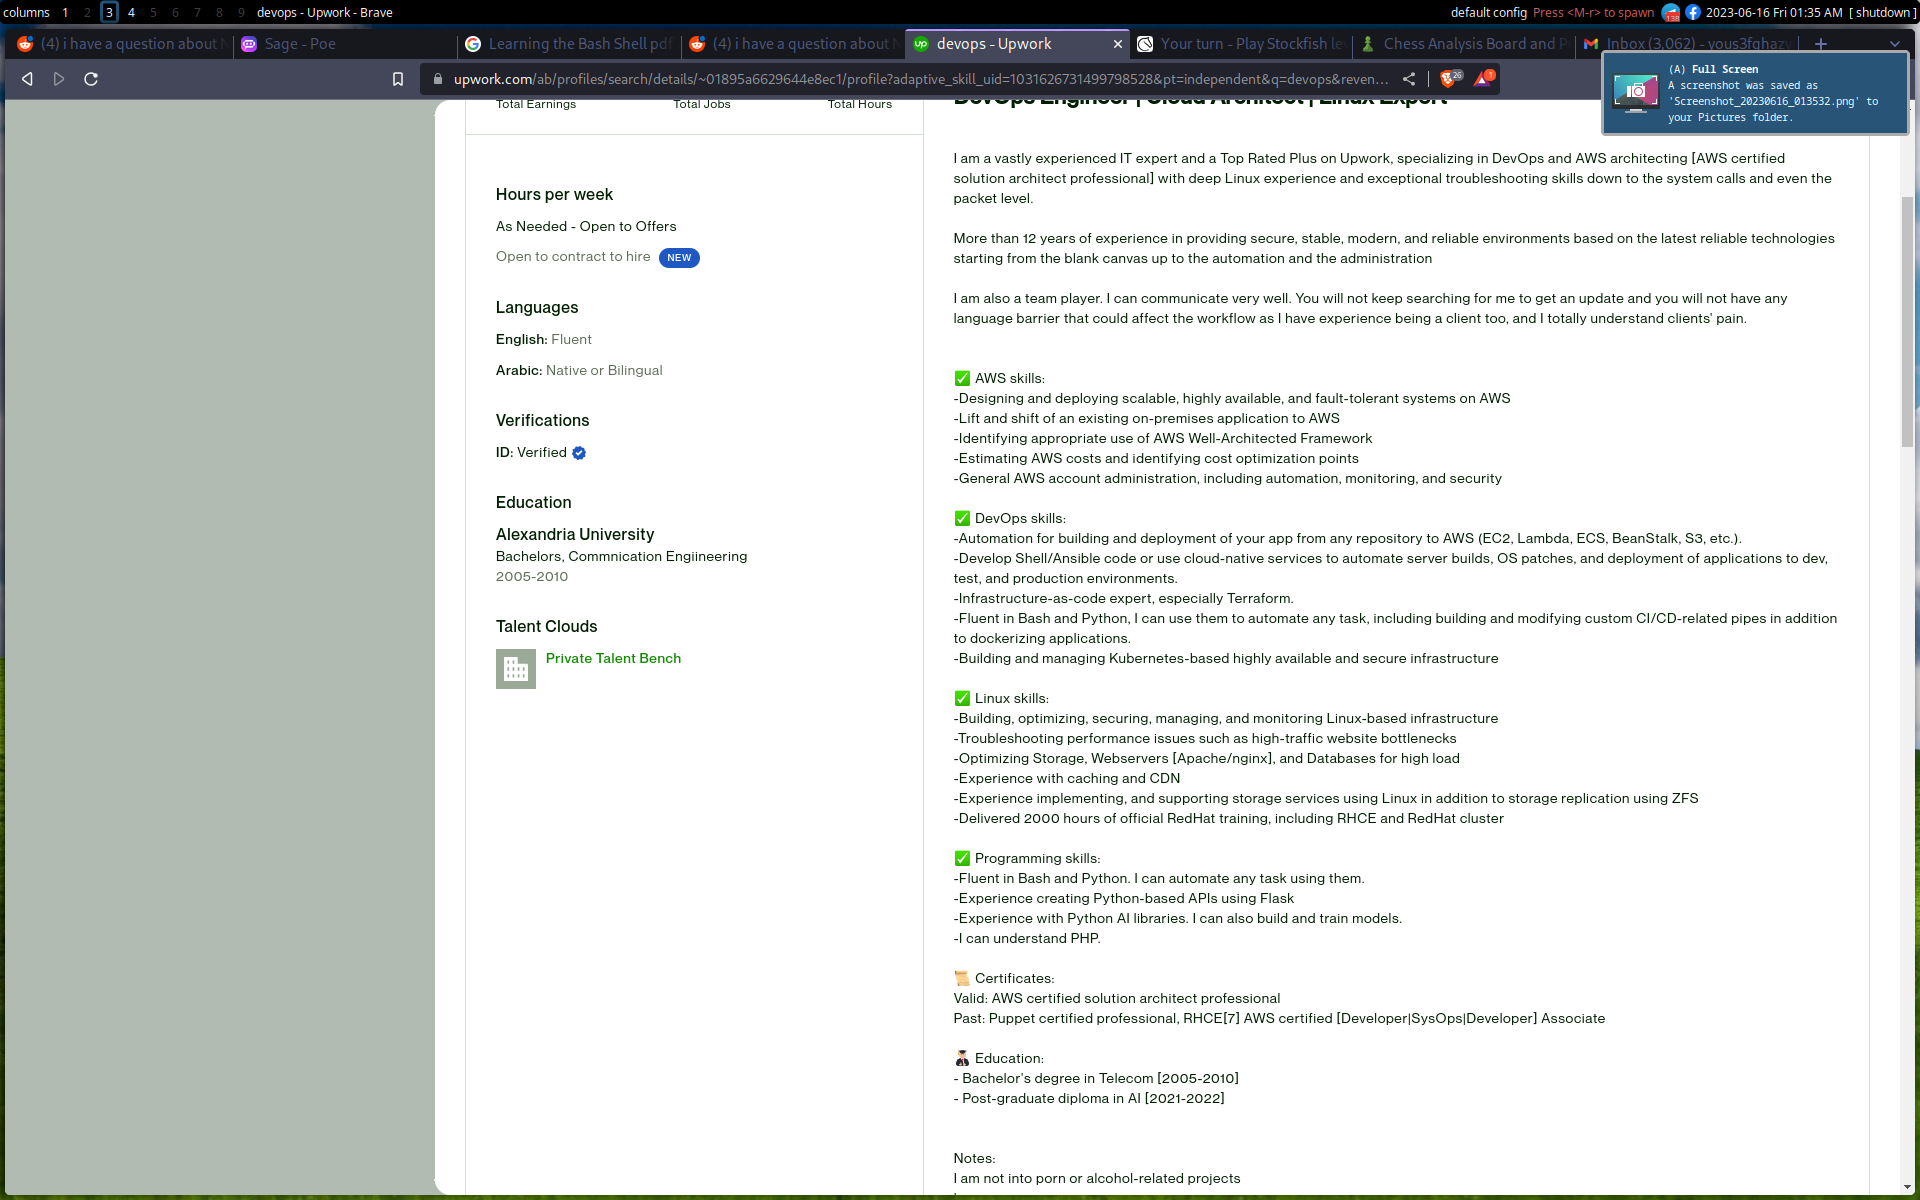 columns 1 2 3 4 5 6 7 8 9 devops - Upwork - Brave
default config Press <M-r> to spawn 138 2023-06-16 Fri 01:35 AM [ shutdown ]
(4) i have a question about N
Sage - Poe
Learning the Bash Shell pdf
(4) i have a question about N
devops - Upwork
Your turn - Play Stockfish le
Chess Analysis Board and P
Inbox (3,062) - yous3fghazy
upwork.com/ab/profiles/search/details/~01895a6629644e8ec1/profile?adaptive_skill_uid=1031626731499798528&pt=independent&q=devops&reven...
26
1
(A) Full Screen
A screenshot was saved as
'Screenshot_20230616_013532.png' to
your Pictures folder.
Total Earnings
Total Jobs
Total Hours
Hours per week
As Needed - Open to Offers
Open to contract to hire NEW
Languages
English: Fluent
Arabic: Native or Bilingual
Verifications
ID: Verified
Education
Alexandria University
Bachelors, Commnication Engiineering
2005-2010
Talent Clouds
Private Talent Bench
DevOps Engineer | Cloud Architect | Linux Expert
I am a vastly experienced IT expert and a Top Rated Plus on Upwork, specializing in DevOps and AWS architecting [AWS certified
solution architect professional] with deep Linux experience and exceptional troubleshooting skills down to the system calls and even the
packet level.
More than 12 years of experience in providing secure, stable, modern, and reliable environments based on the latest reliable technologies
starting from the blank canvas up to the automation and the administration
I am also a team player. I can communicate very well. You will not keep searching for me to get an update and you will not have any
language barrier that could affect the workflow as I have experience being a client too, and I totally understand clients' pain.
✅ AWS skills:
-Designing and deploying scalable, highly available, and fault-tolerant systems on AWS
-Lift and shift of an existing on-premises application to AWS
-Identifying appropriate use of AWS Well-Architected Framework
-Estimating AWS costs and identifying cost optimization points
-General AWS account administration, including automation, monitoring, and security
✅ DevOps skills:
-Automation for building and deployment of your app from any repository to AWS (EC2, Lambda, ECS, BeanStalk, S3, etc.).
-Develop Shell/Ansible code or use cloud-native services to automate server builds, OS patches, and deployment of applications to dev,
test, and production environments.
-Infrastructure-as-code expert, especially Terraform.
-Fluent in Bash and Python, I can use them to automate any task, including building and modifying custom CI/CD-related pipes in addition
to dockerizing applications.
-Building and managing Kubernetes-based highly available and secure infrastructure
✅ Linux skills:
-Building, optimizing, securing, managing, and monitoring Linux-based infrastructure
-Troubleshooting performance issues such as high-traffic website bottlenecks
-Optimizing Storage, Webservers [Apache/nginx], and Databases for high load
-Experience with caching and CDN
-Experience implementing, and supporting storage services using Linux in addition to storage replication using ZFS
-Delivered 2000 hours of official RedHat training, including RHCE and RedHat cluster
✅ Programming skills:
-Fluent in Bash and Python. I can automate any task using them.
-Experience creating Python-based APIs using Flask
-Experience with Python AI libraries. I can also build and train models.
-I can understand PHP.
📜 Certificates:
Valid: AWS certified solution architect professional
Past: Puppet certified professional, RHCE[7] AWS certified [Developer|SysOps|Developer] Associate
👨‍🎓 Education:
- Bachelor's degree in Telecom [2005-2010]
- Post-graduate diploma in AI [2021-2022]
Notes:
I am not into porn or alcohol-related projects